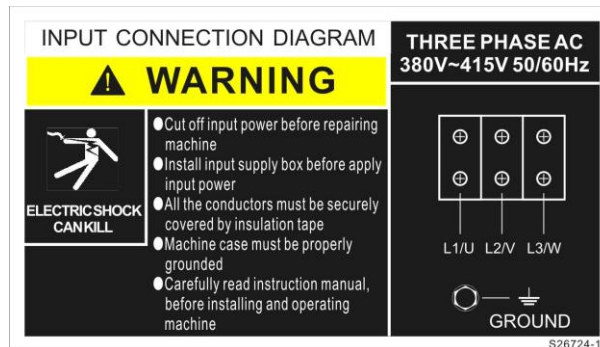 INPUT CONNECTION DIAGRAM
WARNING
ELECTRIC SHOCK
CAN KILL
●Cut off input power before repairing
machine
●Install input supply box before apply
input power
●All the conductors must be securely
covered by insulation tape
●Machine case must be properly
grounded
●Carefully read instruction manual,
before installing and operating
machine
THREE PHASE AC
380V~415V 50/60Hz
L1/U L2/V L3/W
GROUND
S26724-1